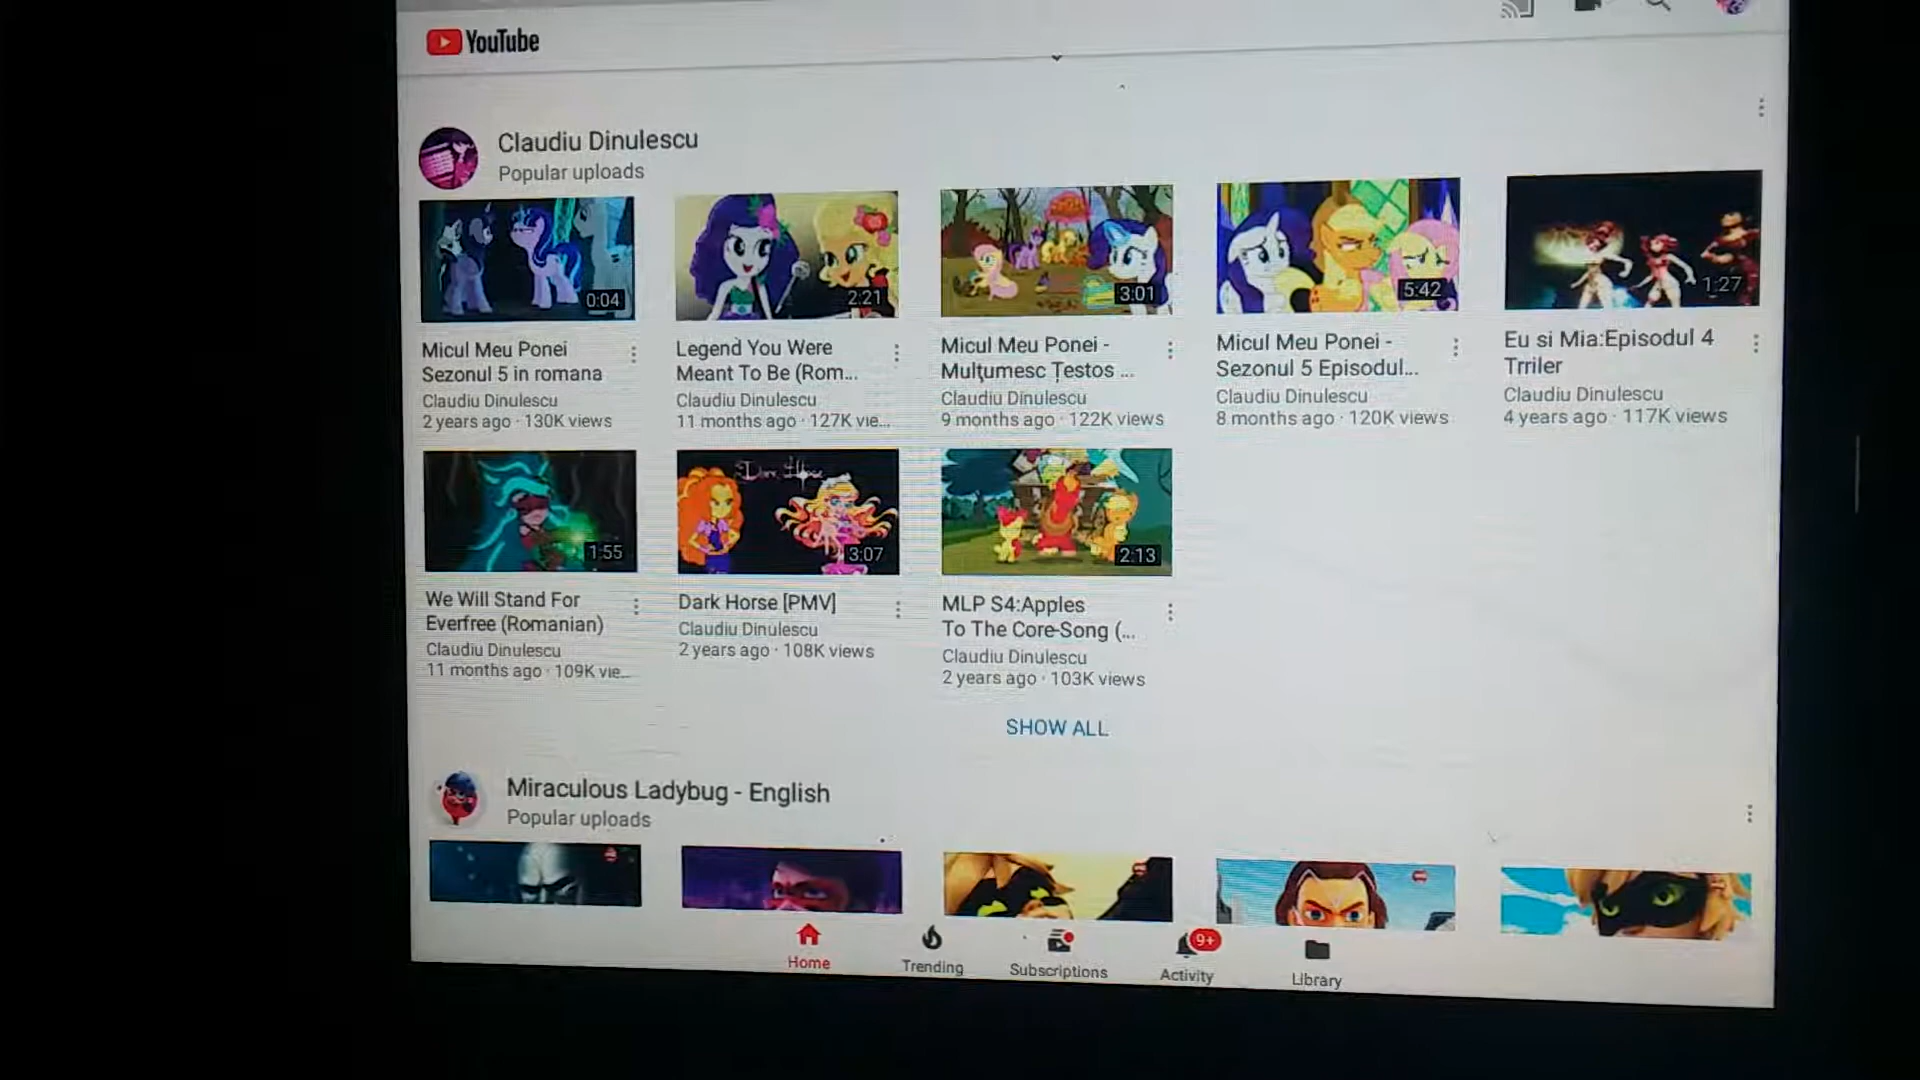 YouTube
Claudiu Dinulescu
Popular uploads
0:04
2:21
3:01
5:42
1:27
Micul Meu Ponei
Sezonul 5 in romana
Claudiu Dinulescu
2 years ago · 130K views
Legend You Were
Meant To Be (Rom...
Claudiu Dinulescu
11 months ago · 127K vie...
Micul Meu Ponei -
Mulţumesc Țestos ...
Claudiu Dinulescu
9 months ago · 122K views
Micul Meu Ponei -
Sezonul 5 Episodul...
Claudiu Dinulescu
8 months ago · 120K views
Eu si Mia:Episodul 4
Trriler
Claudiu Dinulescu
4 years ago · 117K views
1:55
Dark Horse
3:07
2:13
We Will Stand For
Everfree (Romanian)
Claudiu Dinulescu
11 months ago · 109K vie...
Dark Horse [PMV]
Claudiu Dinulescu
2 years ago · 108K views
MLP S4:Apples
To The Core-Song (...
Claudiu Dinulescu
2 years ago · 103K views
SHOW ALL
Miraculous Ladybug - English
Popular uploads
Home
Trending
Subscriptions
9+
Activity
Library